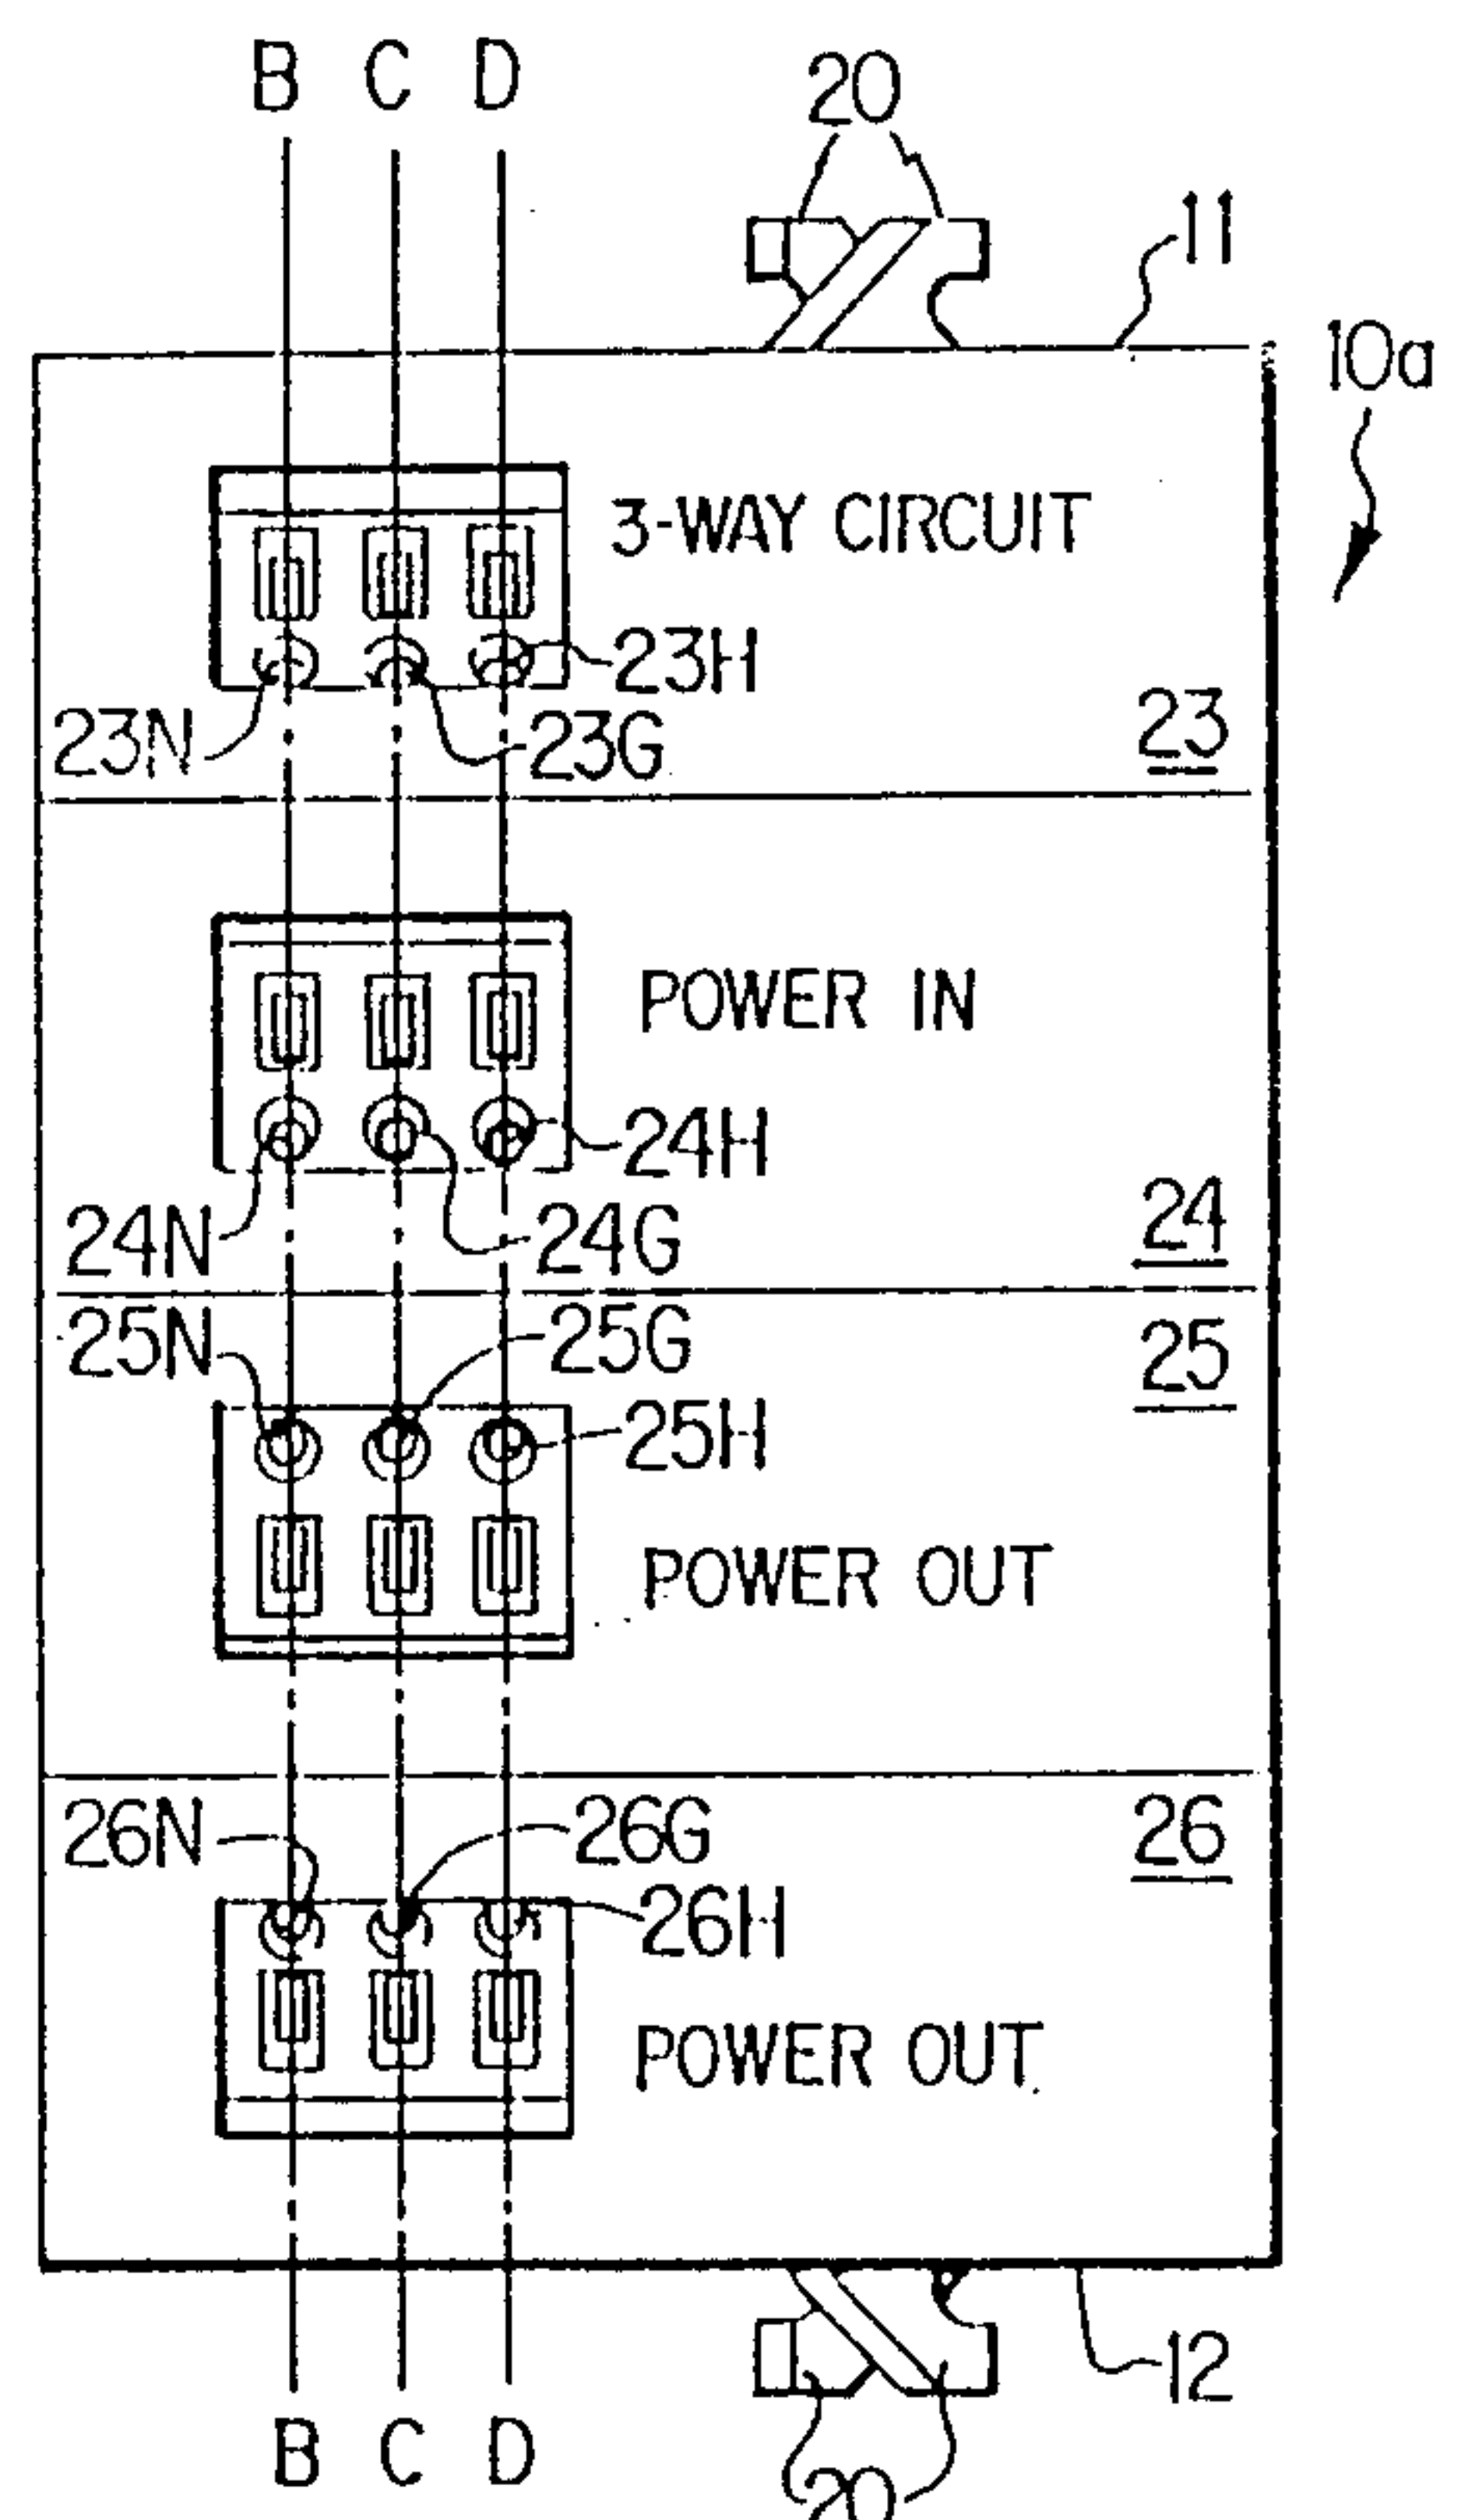 B C D
20
11
10a
3-WAY CIRCUIT
23H
23N
23G
23
POWER IN
24H
24N
24G
24
25N
25G
25
25H
POWER OUT
26N
26G
26
26H
POWER OUT
12
B C D
20